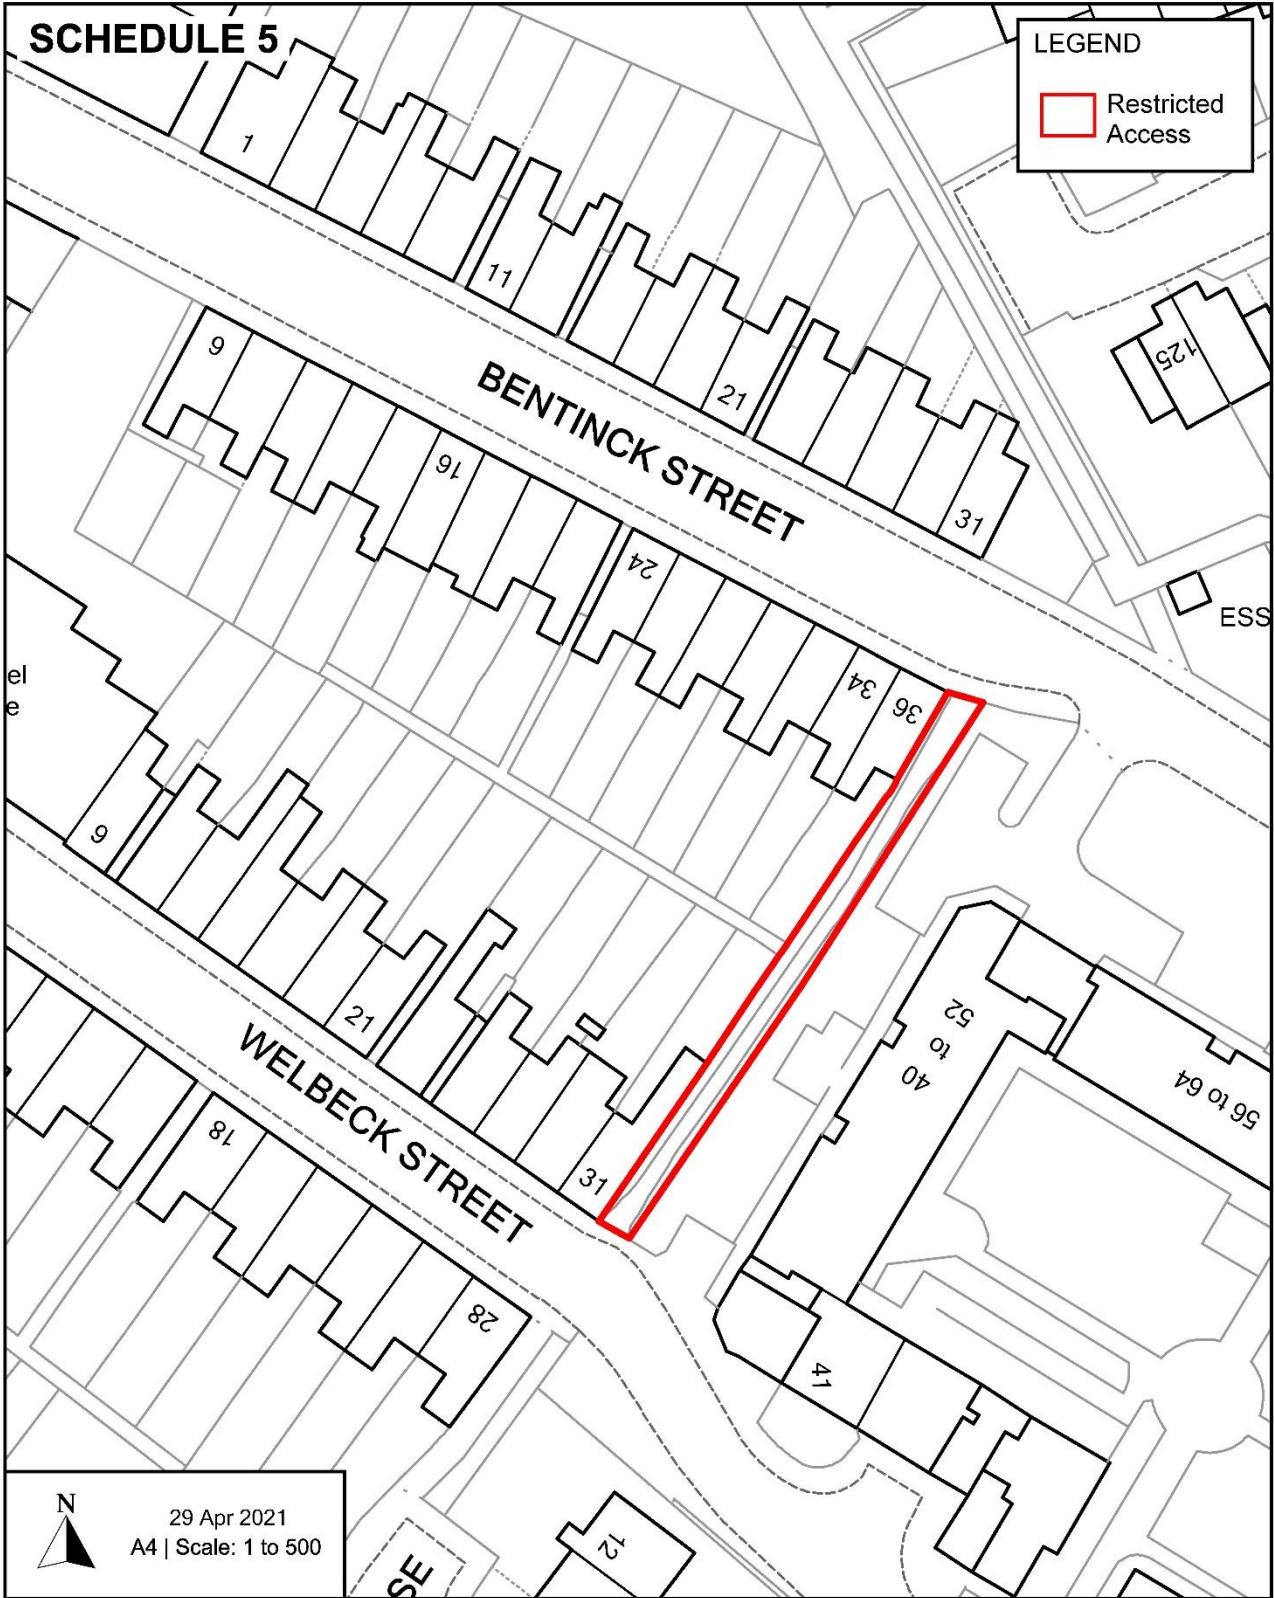 SCHEDULE 5
LEGEND
Restricted
Access
1
11
21
31
125
9
16
24
34
36
BENTINCK STREET
ESS
el
e
9
21
31
WELBECK STREET
18
28
40
to
52
56 to 64
41
12
SE
N
29 Apr 2021
A4 | Scale: 1 to 500